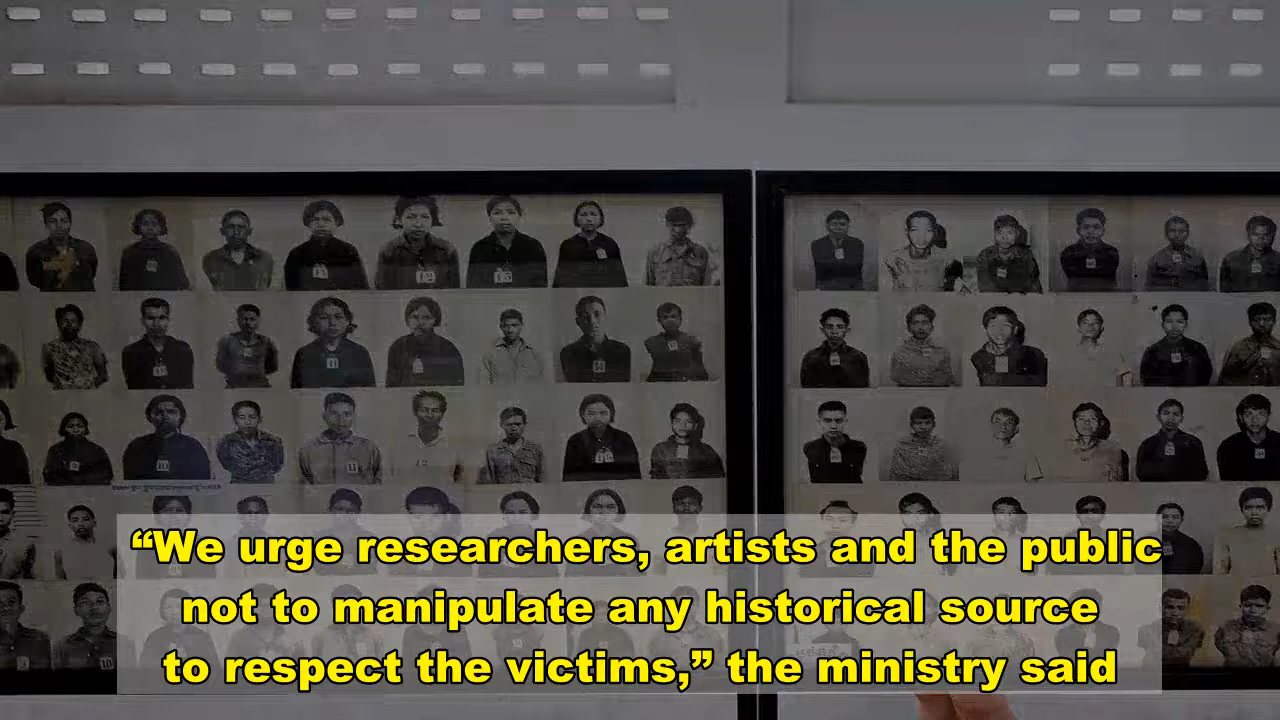 “We urge researchers, artists and the public
not to manipulate any historical source
to respect the victims,” the ministry said